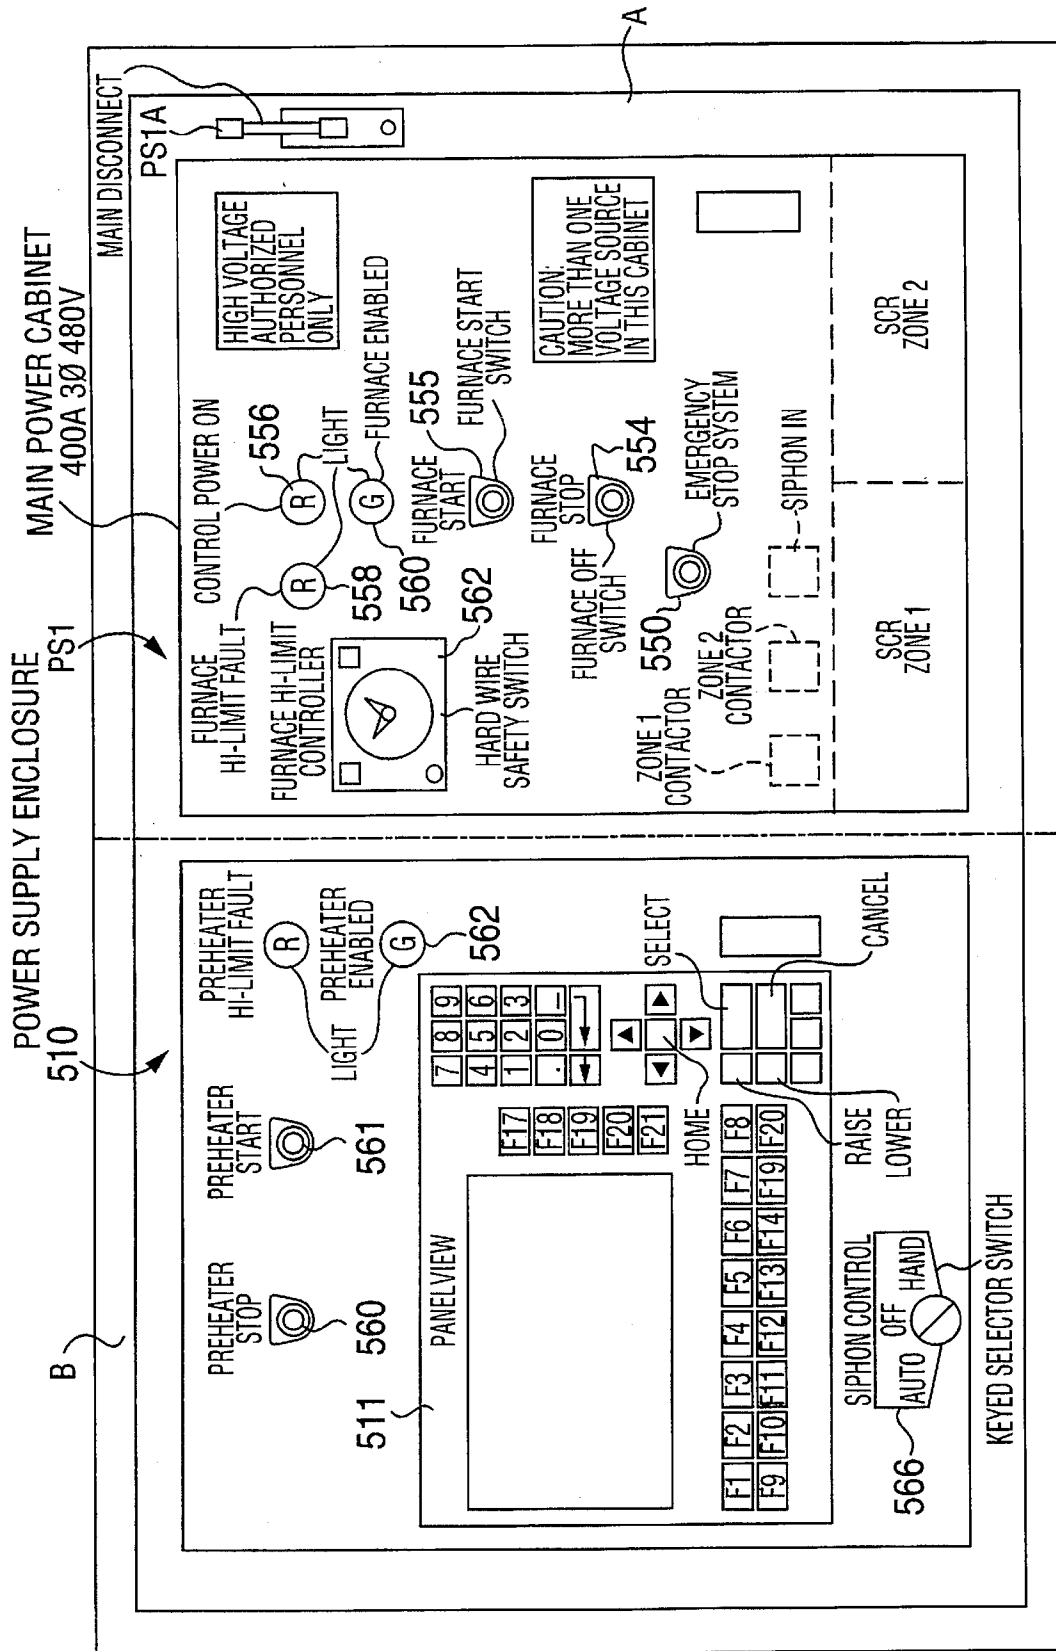 POWER SUPPLY ENCLOSURE
510
PS1
MAIN POWER CABINET
400A 3Ø 480V
B
PREHEATER
STOP
560
PREHEATER
START
561
PREHEATER
HI-LIMIT FAULT
R
LIGHT
PREHEATER
ENABLED
G
562
511
PANELVIEW
7 8 9
4 5 6
1 2 3
. 0 _
F17
F18
F19
F20
F21
HOME
SELECT
CANCEL
RAISE
LOWER
F1 F2 F3 F4 F5 F6 F7 F8
F9 F10 F11 F12 F13 F14 F19 F20
SIPHON CONTROL
AUTO OFF HAND
566
KEYED SELECTOR SWITCH
FURNACE
HI-LIMIT FAULT
R
558
CONTROL POWER ON
R
556
LIGHT
G
560
FURNACE ENABLED
FURNACE HI-LIMIT
CONTROLLER
562
HARD WIRE
SAFETY SWITCH
FURNACE
START
555
FURNACE START
SWITCH
FURNACE
STOP
554
FURNACE OFF
SWITCH
550
EMERGENCY
STOP SYSTEM
ZONE 1
CONTACTOR
ZONE 2
CONTACTOR
SIPHON IN
SCR
ZONE 1
SCR
ZONE 2
HIGH VOLTAGE
AUTHORIZED
PERSONNEL
ONLY
CAUTION:
MORE THAN ONE
VOLTAGE SOURCE
IN THIS CABINET
MAIN DISCONNECT
PS1A
A